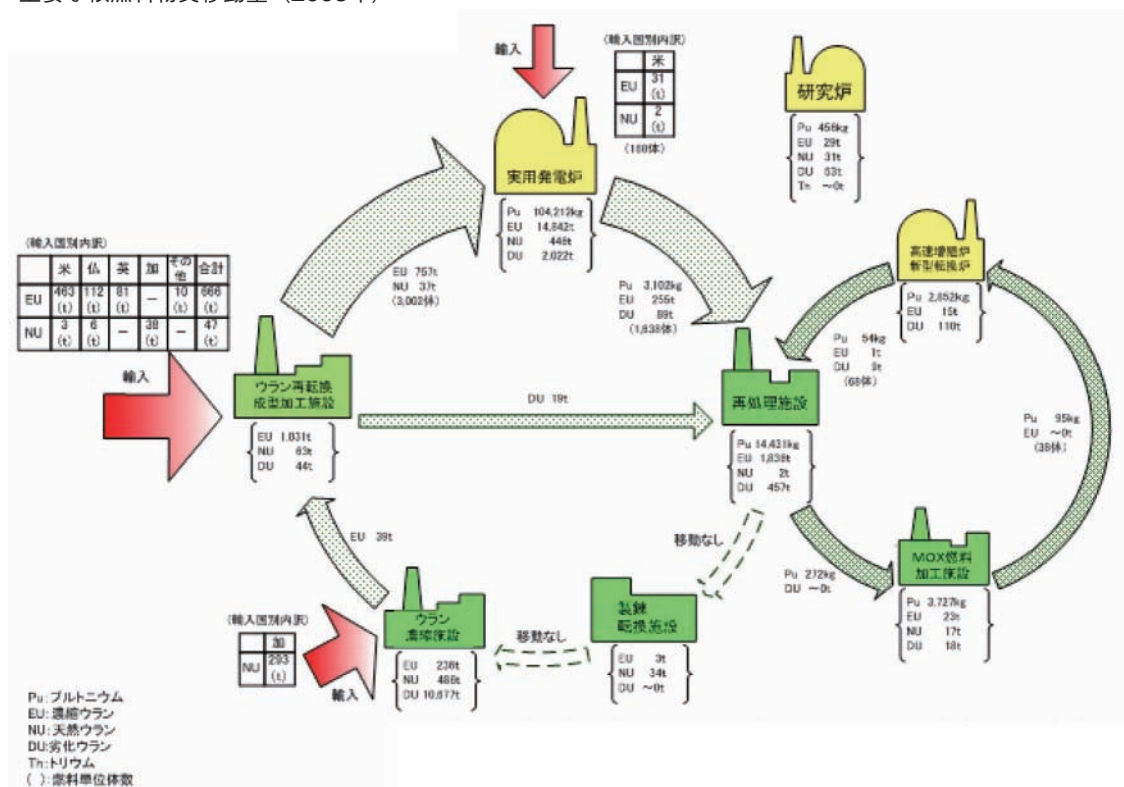 輸入
(輸入国別内訳)
米
EU 31 (t)
NU 2 (t)
(160体)
研究炉
Pu 456kg
EU 29t
NU 31t
DU 53t
Th ～0t
実用発電炉
Pu 104,213kg
EU 14,842t
NU 446t
DU 2,022t
(輸入国別内訳)
米 仏 英 加 その他 合計
EU 463 (t) 112 (t) 81 (t) － 10 (t) 666 (t)
NU 3 (t) 6 (t) － 38 (t) － 47 (t)
輸入
EU 757t
NU 37t
(3,002体)
Pu 3,102kg
EU 255t
DU 89t
(1,638体)
高速増殖炉
新型転換炉
Pu 2,852kg
EU 15t
DU 110t
Pu 54kg
EU 1t
DU 9t
(68体)
ウラン再転換
成型加工施設
EU 1,031t
NU 63t
DU 44t
DU 19t
再処理施設
Pu 14,431kg
EU 1,836t
NU 2t
DU 457t
Pu 95kg
EU ～0t
(38体)
EU 39t
移動なし
Pu 272kg
DU ～0t
MOX燃料
加工施設
Pu 3,727kg
EU 23t
NU 17t
DU 18t
(輸入国別内訳)
加
NU 293 (t)
輸入
ウラン
濃縮施設
EU 236t
NU 486t
DU 10,677t
移動なし
製錬
転換施設
EU 3t
NU 34t
DU ～0t
Pu:プルトニウム
EU:濃縮ウラン
NU:天然ウラン
DU:劣化ウラン
Th:トリウム
( ):燃料単位体数